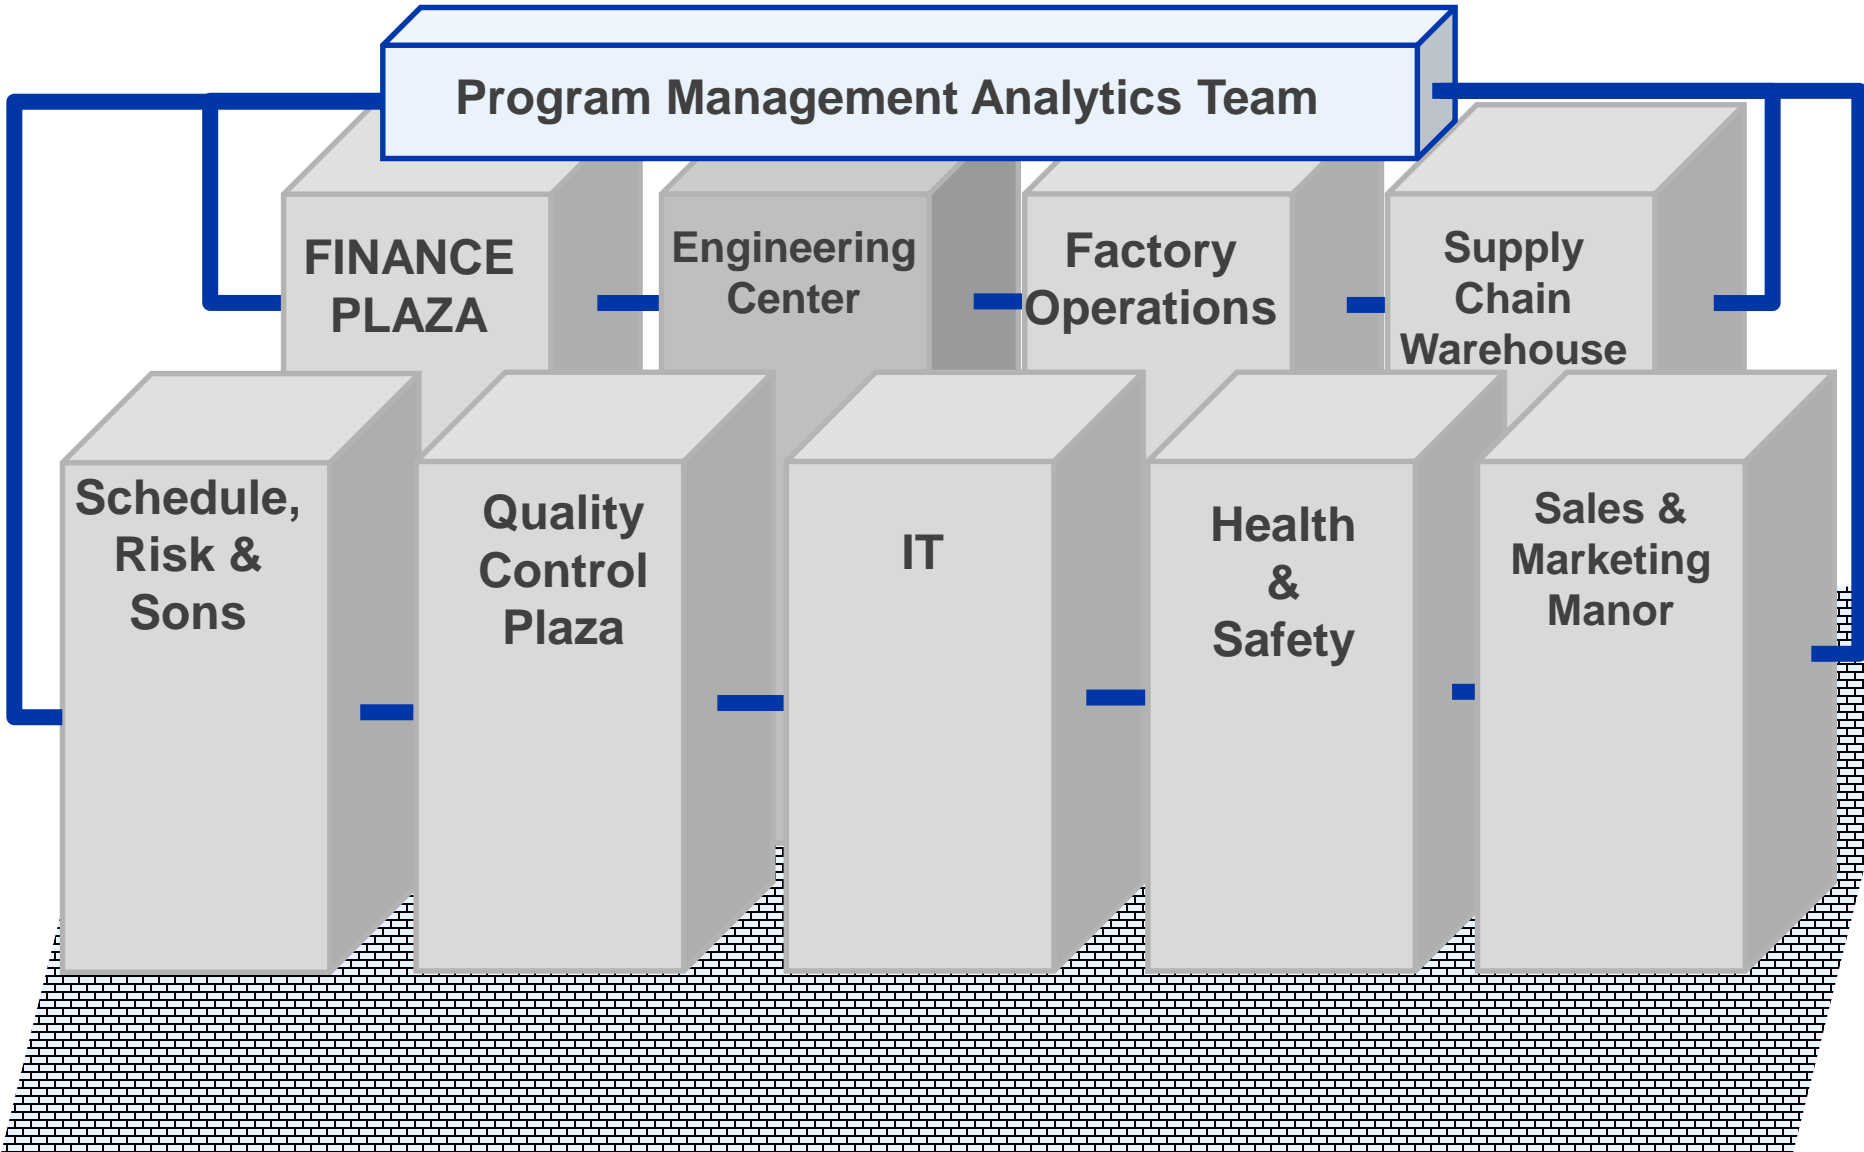 Program Management Analytics Team
FINANCE
PLAZA
Engineering
Center
Factory
Operations
Supply
Chain
Warehouse
Schedule,
Risk &
Sons
Quality
Control
Plaza
IT
Health
&
Safety
Sales &
Marketing
Manor